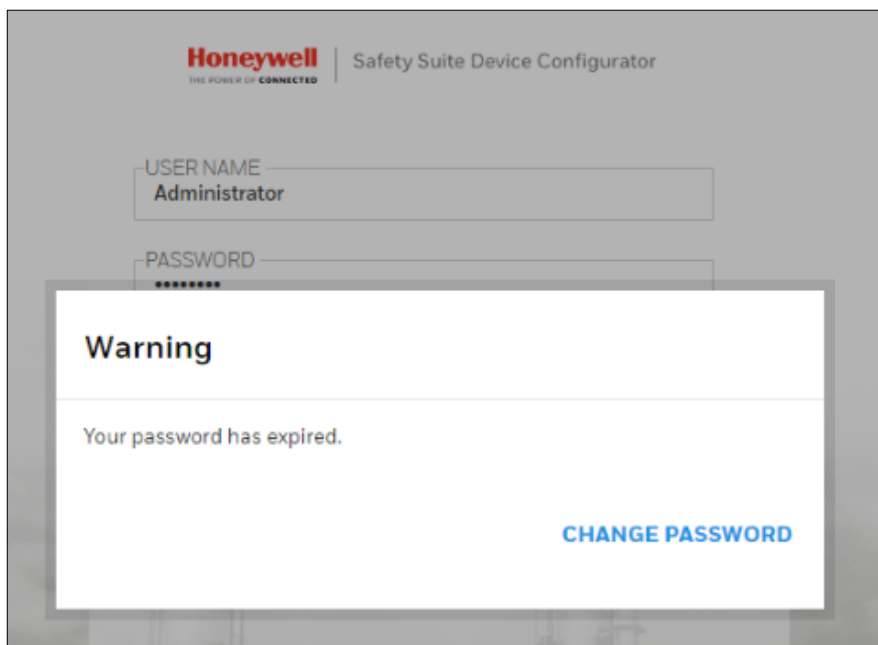 Honeywell
THE POWER OF CONNECTED
Safety Suite Device Configurator
USER NAME
Administrator
PASSWORD
••••••••
Warning
Your password has expired.
CHANGE PASSWORD